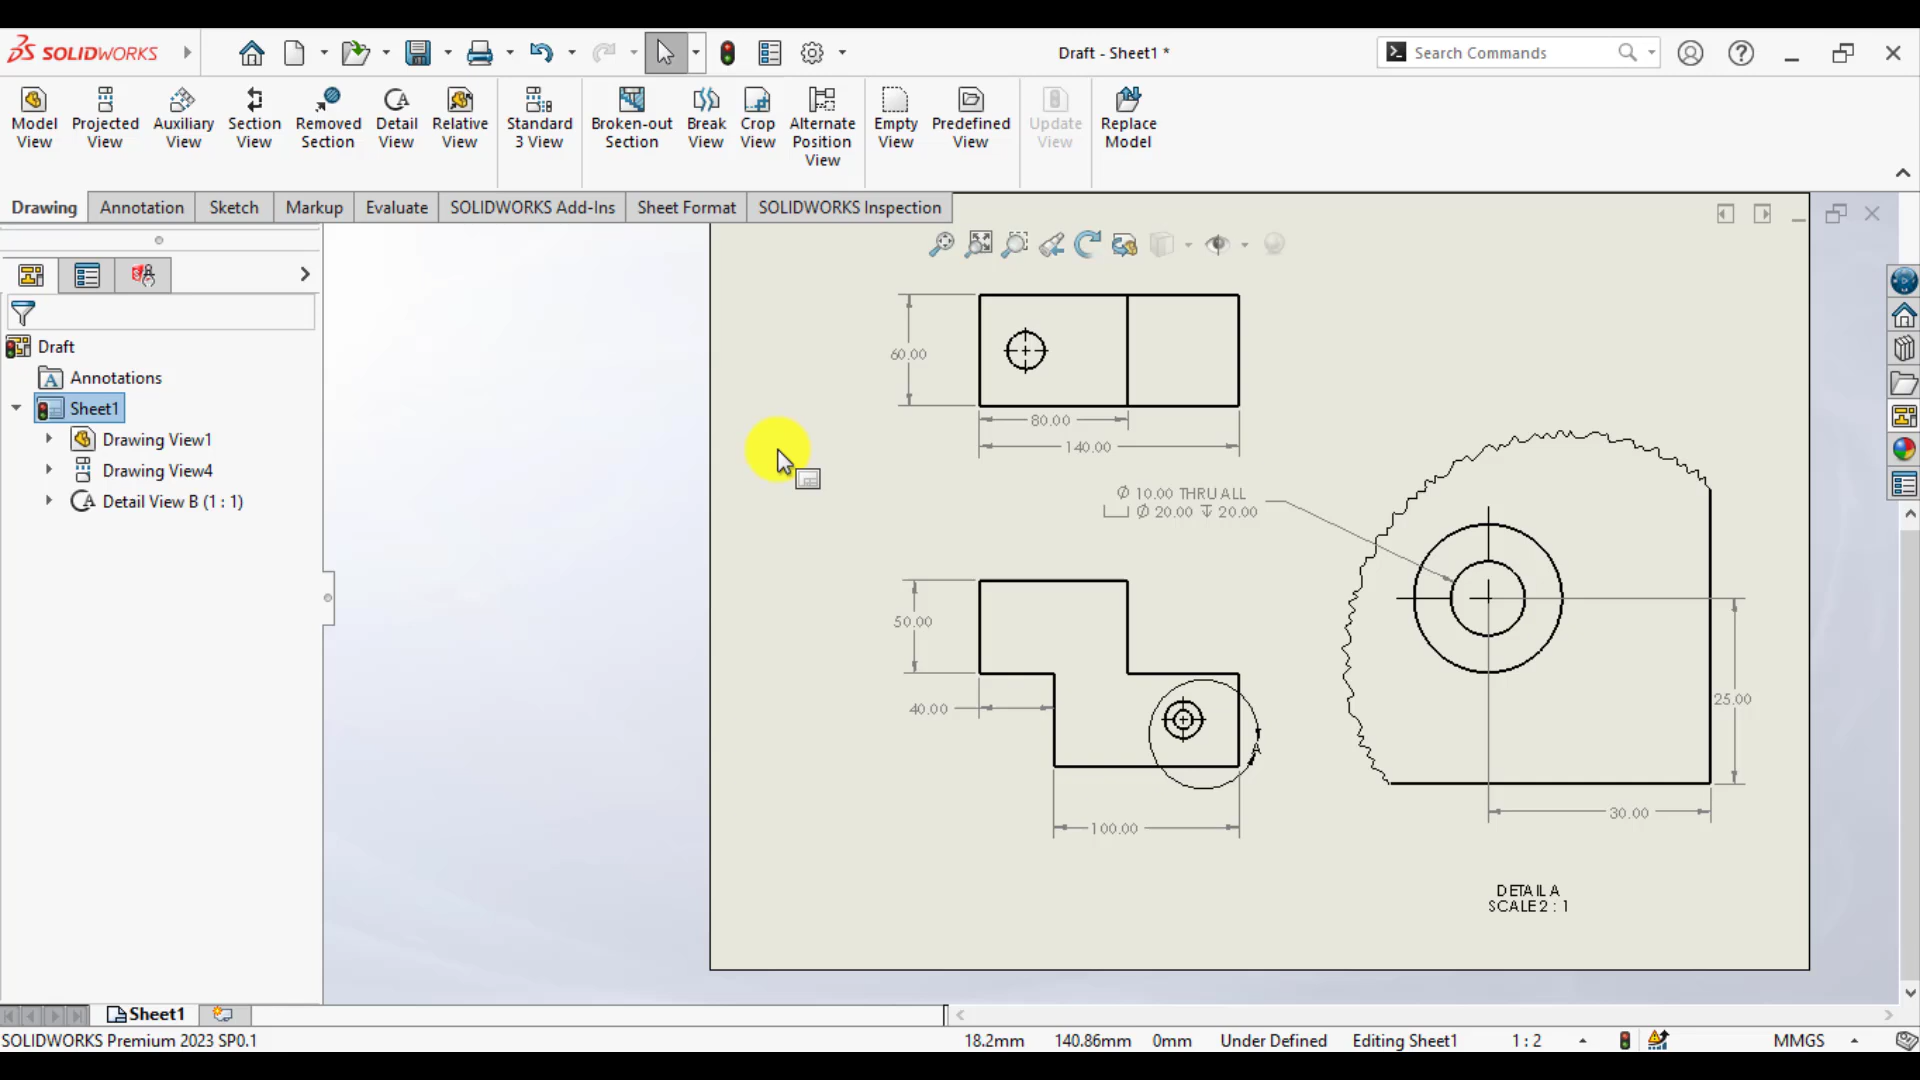 SOLIDWORKS
Draft - Sheet1 *
Search Commands
Model View
Projected View
Auxiliary View
Section View
Removed Section
Detail View
Relative View
Standard 3 View
Broken-out Section
Break View
Crop View
Alternate Position View
Empty View
Predefined View
Update View
Replace Model
Drawing
Annotation
Sketch
Markup
Evaluate
SOLIDWORKS Add-Ins
Sheet Format
SOLIDWORKS Inspection
Draft
Annotations
Sheet1
Drawing View1
Drawing View4
Detail View B (1 : 1)
60.00
80.00
140.00
Ø 10.00 THRU ALL
⌴ Ø 20.00 ↧ 20.00
50.00
40.00
A
100.00
25.00
30.00
DETAIL A
SCALE 2 : 1
Sheet1
SOLIDWORKS Premium 2023 SP0.1
18.2mm
140.86mm
0mm
Under Defined
Editing Sheet1
1 : 2
MMGS